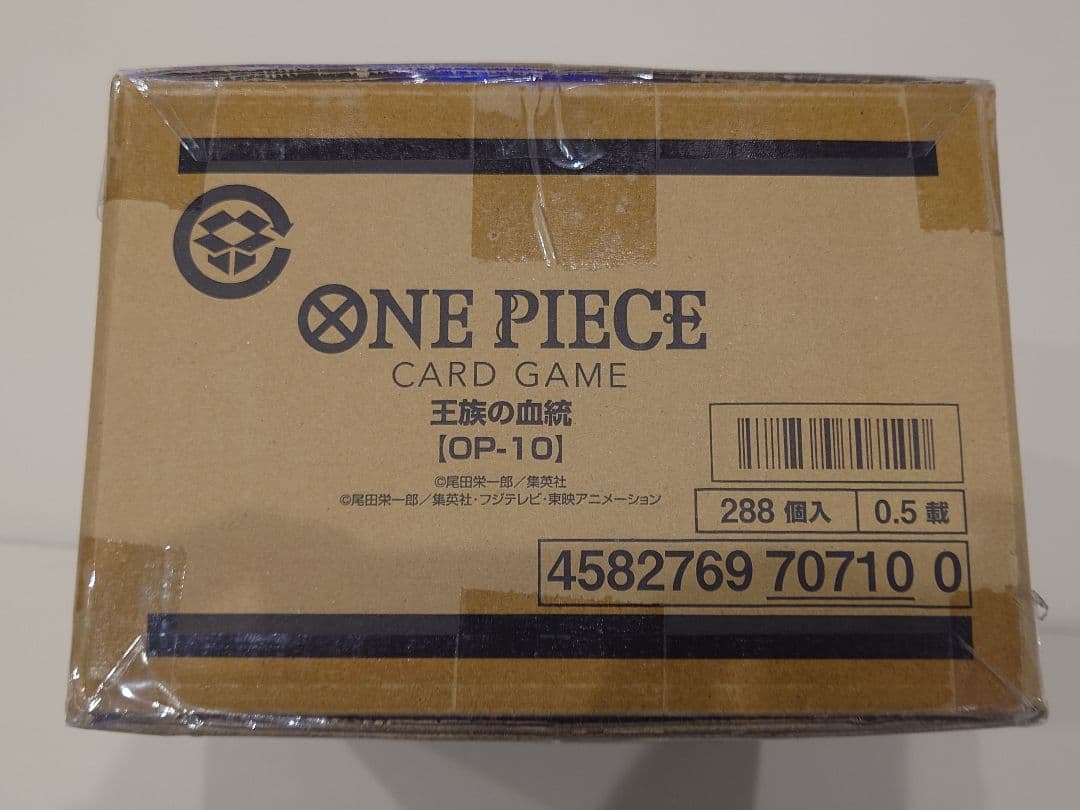 ONE PIECE
CARD GAME
王族の血統
【OP-10】
©尾田栄一郎／集英社
©尾田栄一郎／集英社・フジテレビ・東映アニメーション
288 個入
0.5 載
4582769 70710 0